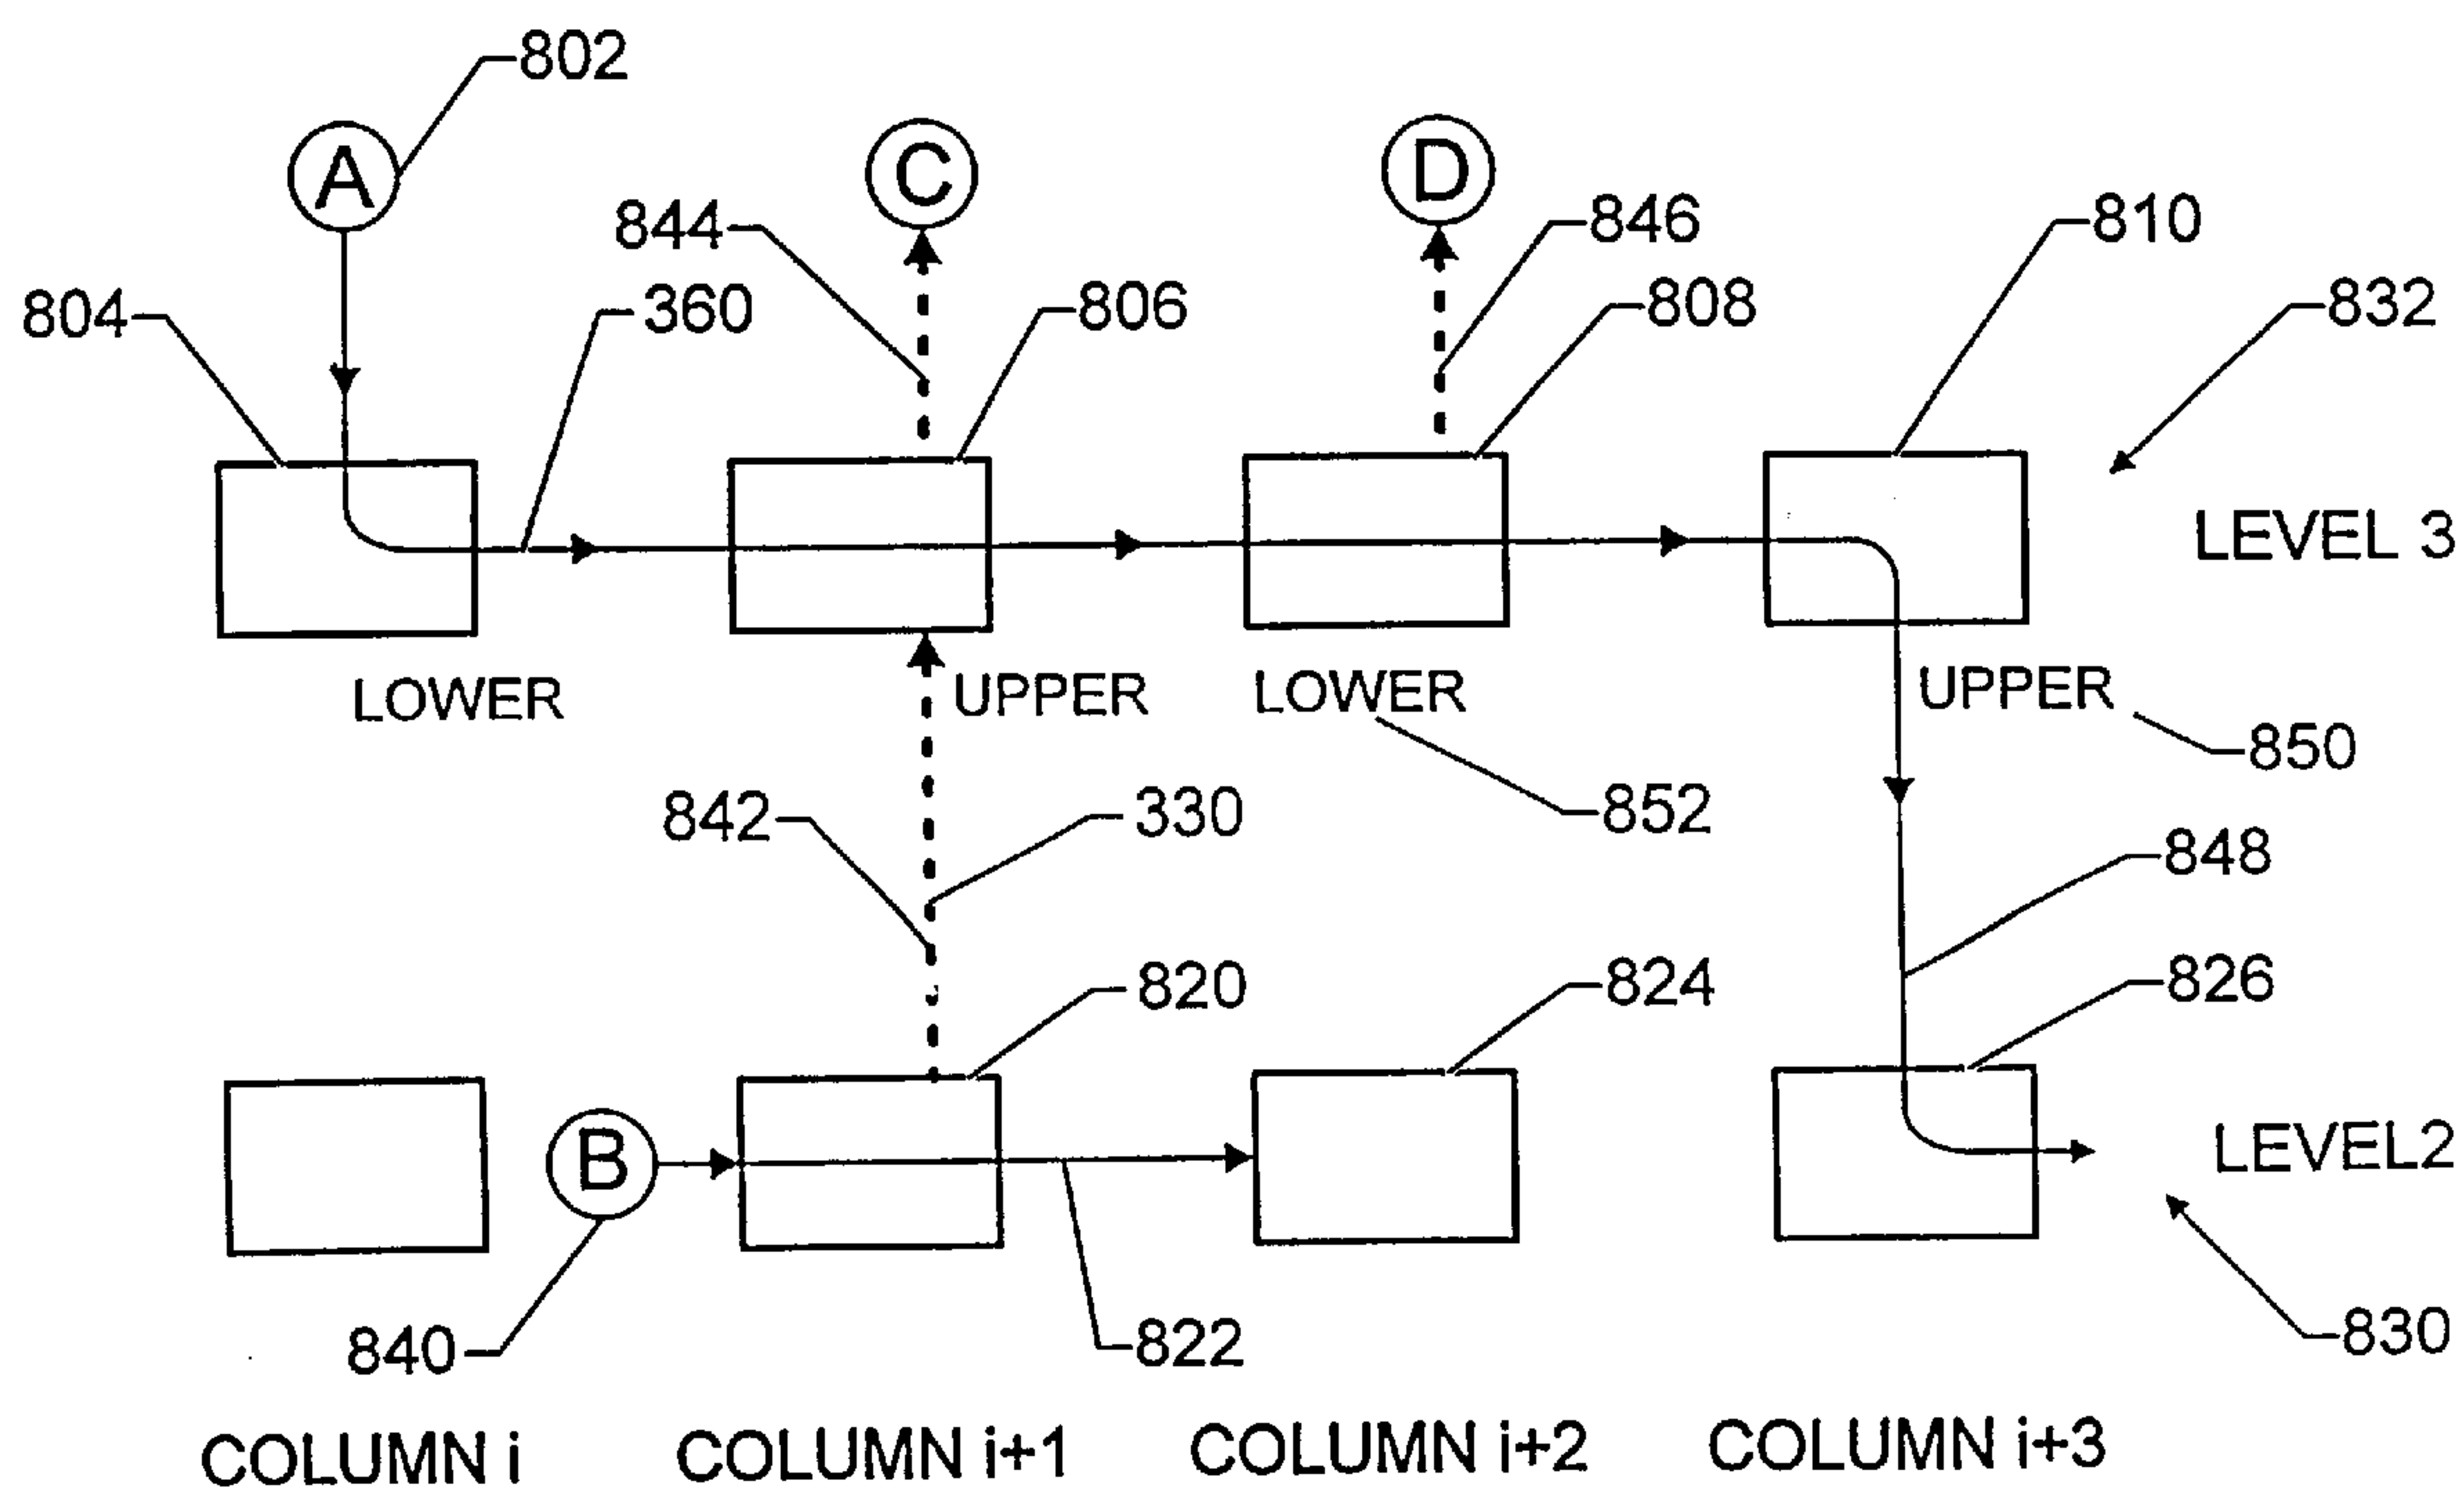 802
A
C
D
844
846
810
804
360
806
808
832
LEVEL 3
LOWER
UPPER
LOWER
UPPER
850
842
330
852
848
820
824
826
B
LEVEL2
840
822
830
COLUMN i
COLUMN i+1
COLUMN i+2
COLUMN i+3